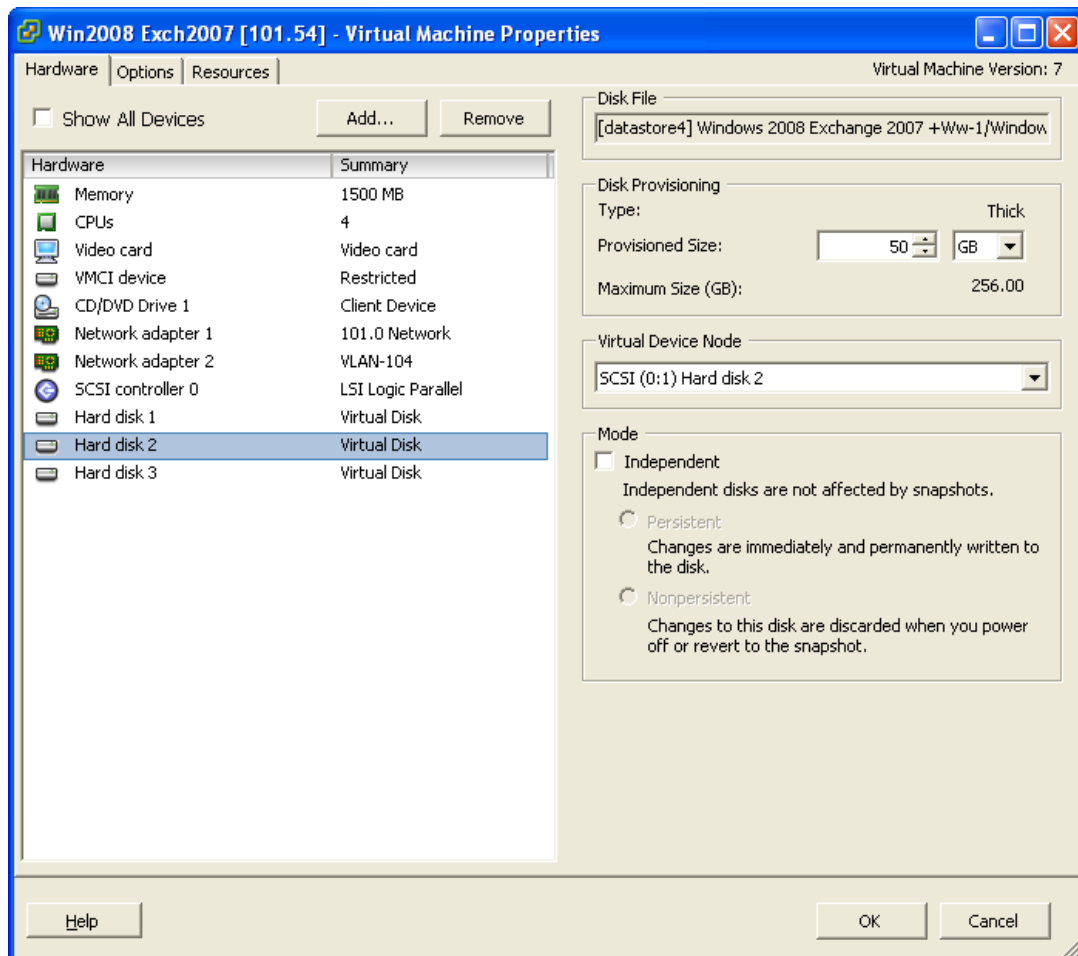 Win2008 Exch2007 [101.54] - Virtual Machine Properties
Hardware Options Resources Virtual Machine Version: 7
Show All Devices Add... Remove
Hardware Summary
Memory 1500 MB
CPUs 4
Video card Video card
VMCI device Restricted
CD/DVD Drive 1 Client Device
Network adapter 1 101.0 Network
Network adapter 2 VLAN-104
SCSI controller 0 LSI Logic Parallel
Hard disk 1 Virtual Disk
Hard disk 2 Virtual Disk
Hard disk 3 Virtual Disk
Disk File
[datastore4] Windows 2008 Exchange 2007 +Ww-1/Window
Disk Provisioning
Type: Thick
Provisioned Size: 50 GB
Maximum Size (GB): 256.00
Virtual Device Node
SCSI (0:1) Hard disk 2
Mode
Independent
Independent disks are not affected by snapshots.
Persistent
Changes are immediately and permanently written to
the disk.
Nonpersistent
Changes to this disk are discarded when you power
off or revert to the snapshot.
Help OK Cancel